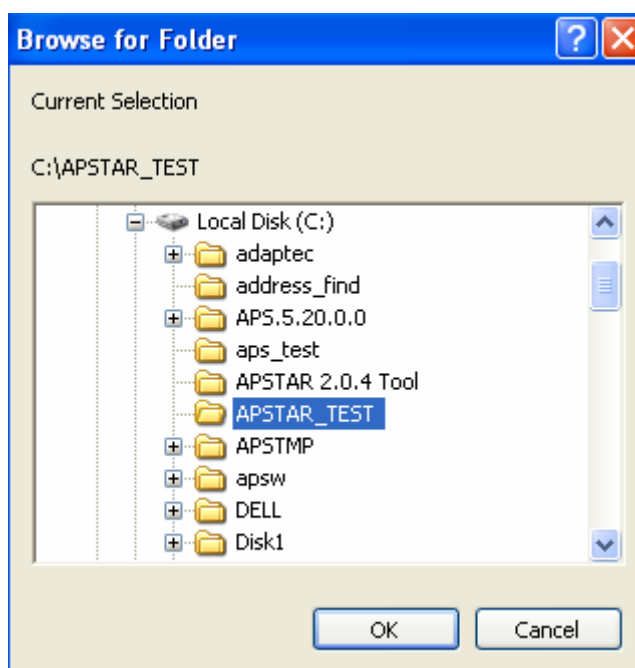 Browse for Folder
Current Selection
C:\APSTAR_TEST
Local Disk (C:)
adaptec
address_find
APS.5.20.0.0
aps_test
APSTAR 2.0.4 Tool
APSTAR_TEST
APSTMP
apsw
DELL
Disk1
OK Cancel